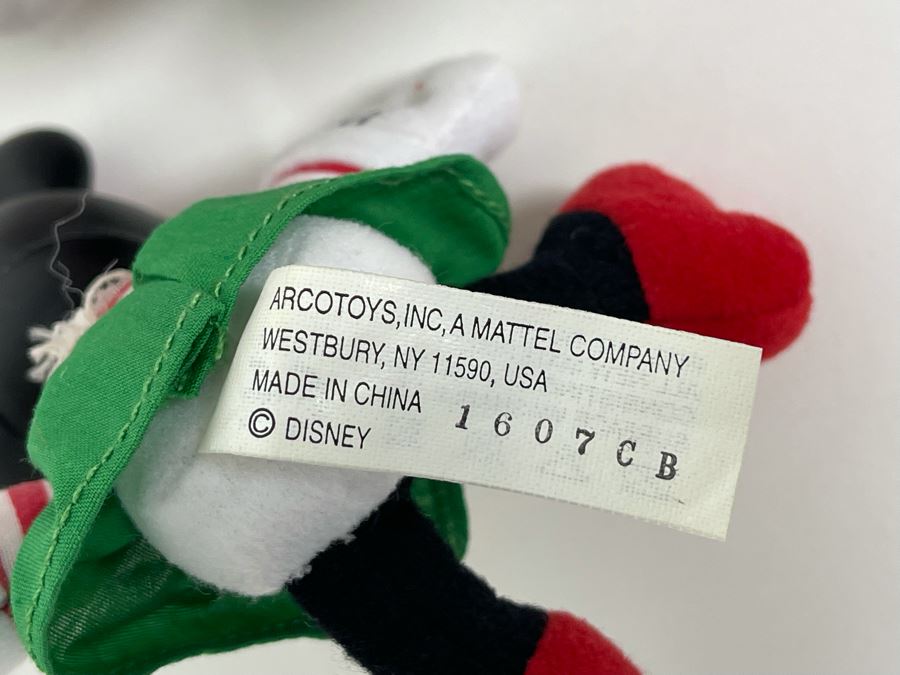 ARCOTOYS,INC,A MATTEL COMPANY
WESTBURY, NY 11590, USA
MADE IN CHINA
© DISNEY
1607CB